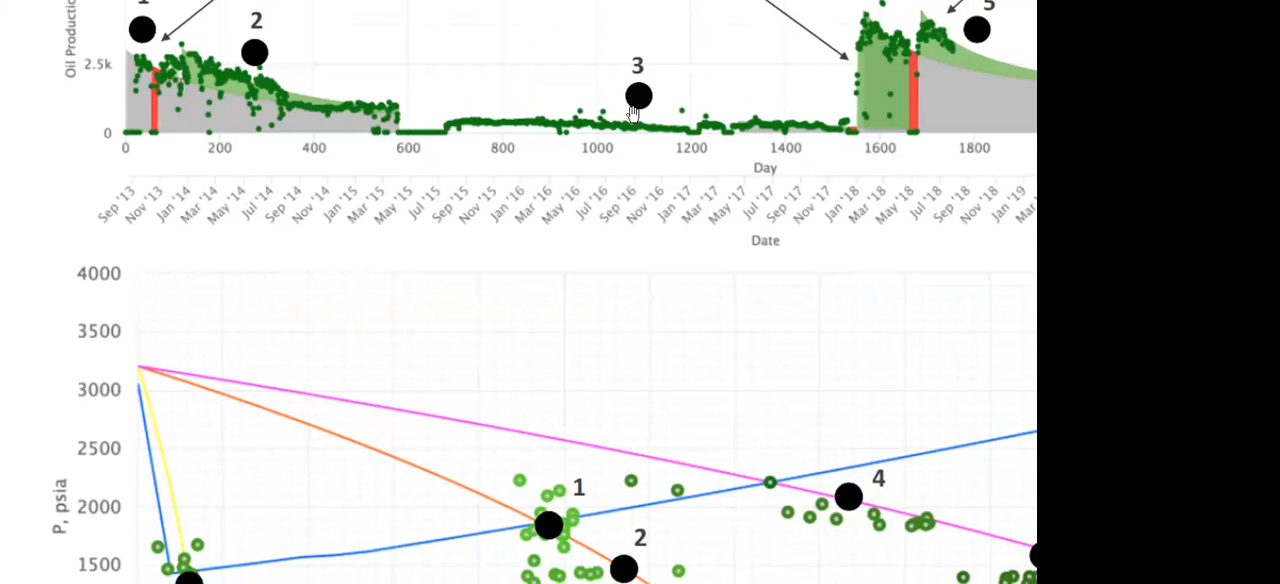 1
2
3
5
Oil Productio
2.5k
0
0 200 400 600 800 1000 1200 1400 1600 1800
Day
Sep '13 Nov '13 Jan '14 Mar '14 May '14 Jul '14 Sep '14 Nov '14 Jan '15 Mar '15 May '15 Jul '15 Sep '15 Nov '15 Jan '16 Mar '16 May '16 Jul '16 Sep '16 Nov '16 Jan '17 Mar '17 May '17 Jul '17 Sep '17 Nov '17 Jan '18 Mar '18 May '18 Jul '18 Sep '18 Nov '18 Jan '19 Mar
Date
4000
3500
3000
2500
2000
1500
P, psia
1
2
4